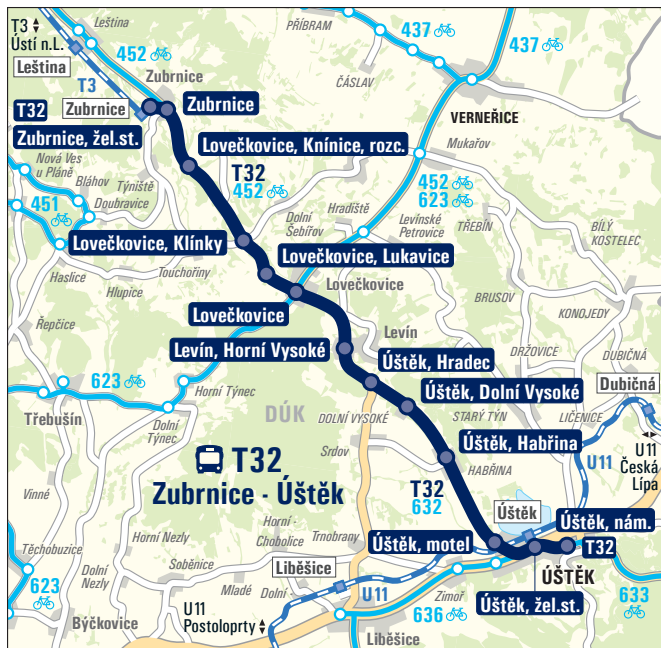 T3
Ústí n.L.
Leština
T3
Leština
452
Zubrnice
Zubrnice
T32
Zubrnice, žel.st.
Zubrnice
PŘÍBRAM
437
437
ČÁSLAV
VERNEŘICE
Mukařov
Lovečkovice, Knínice, rozc.
T32
452
452
623
Nová Ves
u Pláně
Bláhov
Týniště
Doubravice
451
Lovečkovice, Klínky
Dolní
Šebířov
Hradiště
Levínské
Petrovice
TŘEBÍN
BÍLÝ
KOSTELEC
Haslice
Hlupice
Touchořiny
Lovečkovice, Lukavice
Lovečkovice
Lovečkovice
BRUSOV
KONOJEDY
Řepčice
Levín, Horní Vysoké
Levín
DRŽOVICE
DUBIČNÁ
623
Horní Týnec
Úštěk, Hradec
Úštěk, Dolní Vysoké
Dubičná
Třebušín
Dolní
Týnec
DÚK
DOLNÍ VYSOKÉ
STARÝ TÝN
LIČENICE
T32
Zubrnice - Úštěk
Srdov
Úštěk, Habřina
HABŘINA
U11
U11
Česká
Lípa
Vinné
T32
632
Úštěk
Úštěk, nám.
Těchobuzice
Horní Nezly
Horní -
Chobolice
Trnobrany
Úštěk, motel
T32
Dolní
Nezly
Soběnice
Liběšice
ÚŠTĚK
623
Mladé
Dolní -
Zimoř
Úštěk, žel.st.
U11
633
Býčkovice
U11
Postoloprty
636
Liběšice